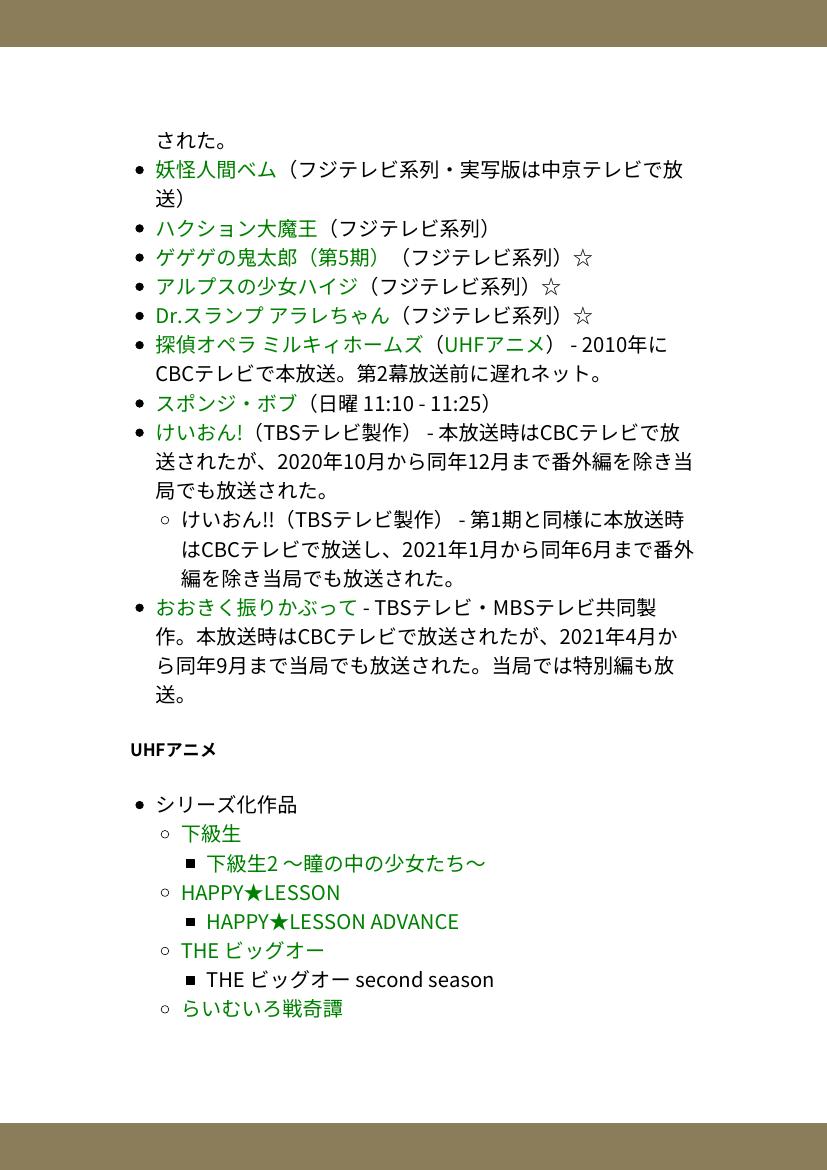 された。
妖怪人間ベム（フジテレビ系列・実写版は中京テレビで放
送）
ハクション大魔王（フジテレビ系列）
ゲゲゲの鬼太郎（第5期）（フジテレビ系列）☆
アルプスの少女ハイジ（フジテレビ系列）☆
Dr.スランプ アラレちゃん（フジテレビ系列）☆
探偵オペラ ミルキィホームズ（UHFアニメ） - 2010年に
CBCテレビで本放送。第2幕放送前に遅れネット。
スポンジ・ボブ（日曜 11:10 - 11:25）
けいおん!（TBSテレビ製作） - 本放送時はCBCテレビで放
送されたが、2020年10月から同年12月まで番外編を除き当
局でも放送された。
けいおん!!（TBSテレビ製作） - 第1期と同様に本放送時
はCBCテレビで放送し、2021年1月から同年6月まで番外
編を除き当局でも放送された。
おおきく振りかぶって - TBSテレビ・MBSテレビ共同製
作。本放送時はCBCテレビで放送されたが、2021年4月か
ら同年9月まで当局でも放送された。当局では特別編も放
送。
UHFアニメ
シリーズ化作品
下級生
下級生2 〜瞳の中の少女たち〜
HAPPY★LESSON
HAPPY★LESSON ADVANCE
THE ビッグオー
THE ビッグオー second season
らいむいろ戦奇譚